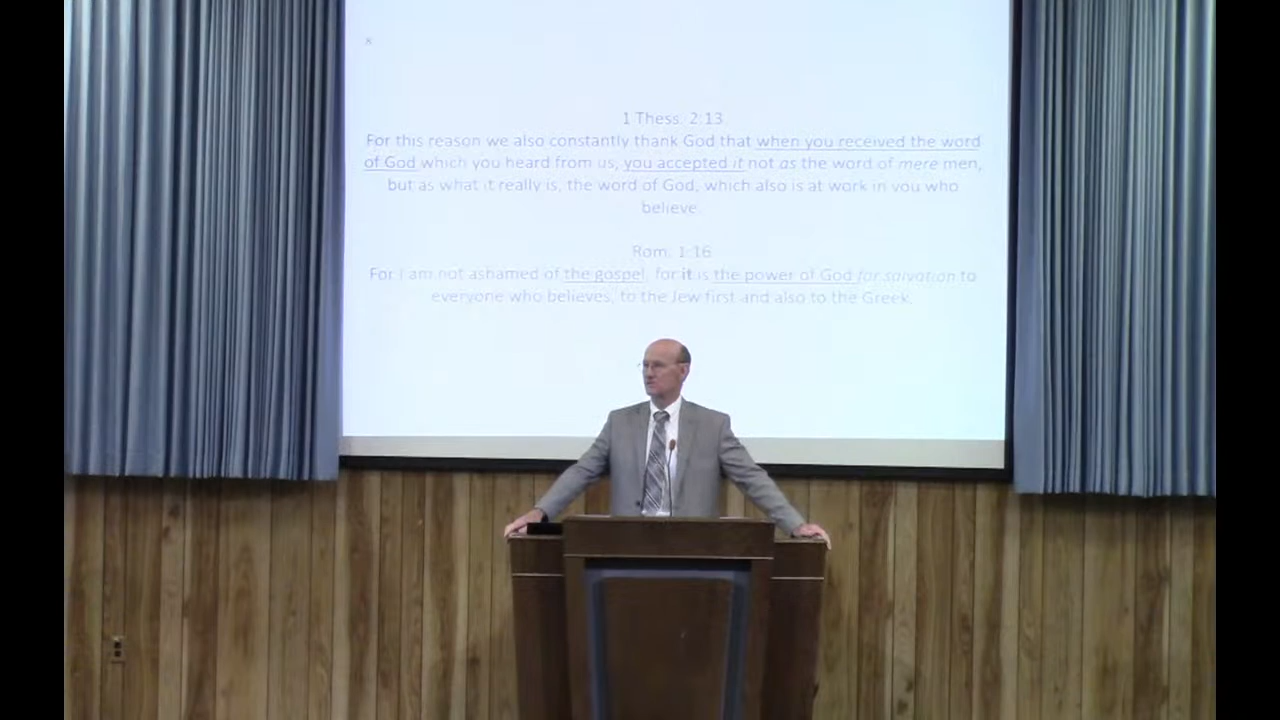 8
1 Thess. 2:13
For this reason we also constantly thank God that when you received the word
of God which you heard from us, you accepted it not as the word of mere men,
but as what it really is, the word of God, which also is at work in you who
believe.
Rom. 1:16
For I am not ashamed of the gospel, for it is the power of God for salvation to
everyone who believes, to the Jew first and also to the Greek.